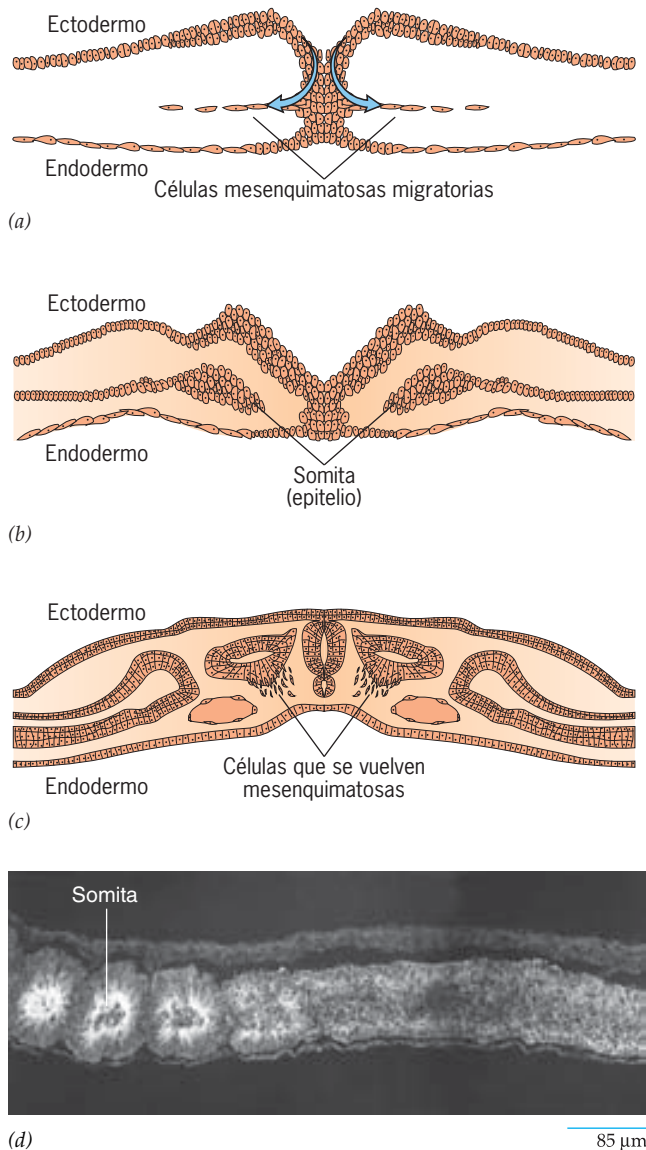 Ectodermo
Endodermo
Células mesenquimatosas migratorias
(a)
Ectodermo
Endodermo
Somita
(epitelio)
(b)
Ectodermo
Endodermo
Células que se vuelven
mesenquimatosas
(c)
Somita
(d)
85 µm